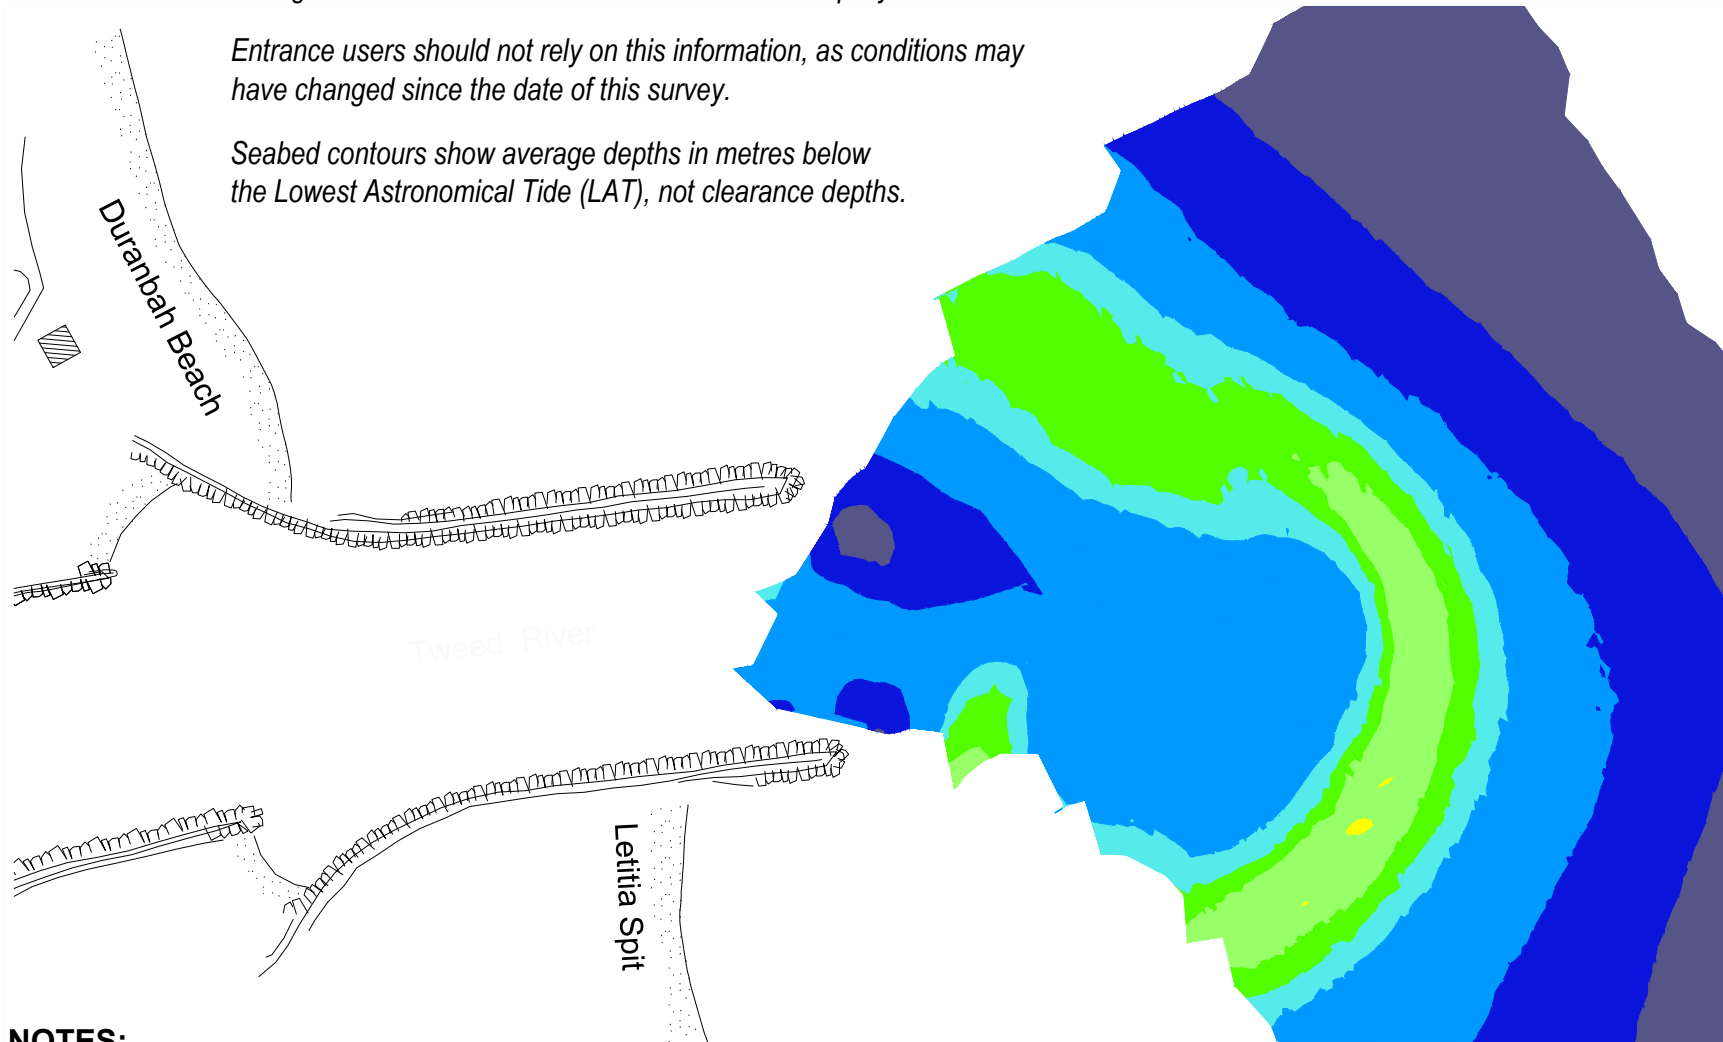 Entrance users should not rely on this information, as conditions may
have changed since the date of this survey.
Seabed contours show average depths in metres below
the Lowest Astronomical Tide (LAT), not clearance depths.
Duranbah Beach
Tweed River
Letitia Spit
NOTES: